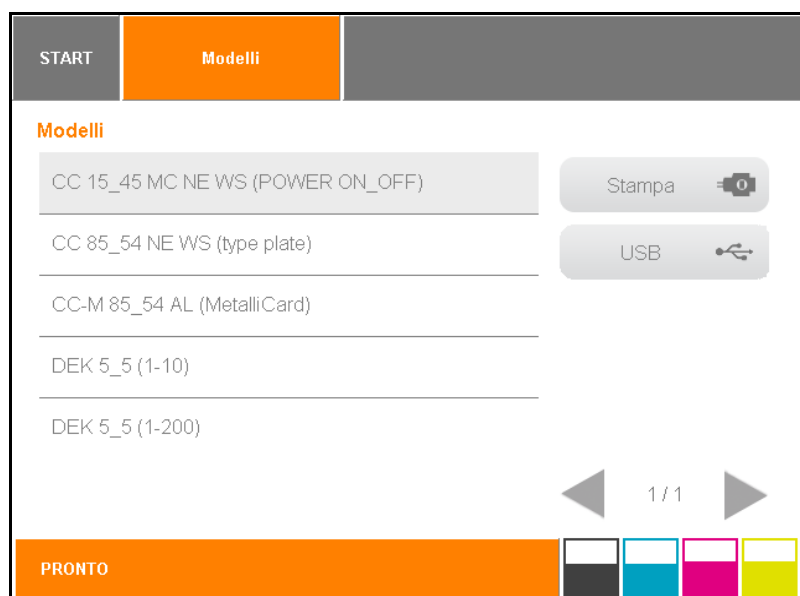 START
Modelli
Modelli
CC 15_45 MC NE WS (POWER ON_OFF)
Stampa
CC 85_54 NE WS (type plate)
USB
CC-M 85_54 AL (MetalliCard)
DEK 5_5 (1-10)
DEK 5_5 (1-200)
1 / 1
PRONTO